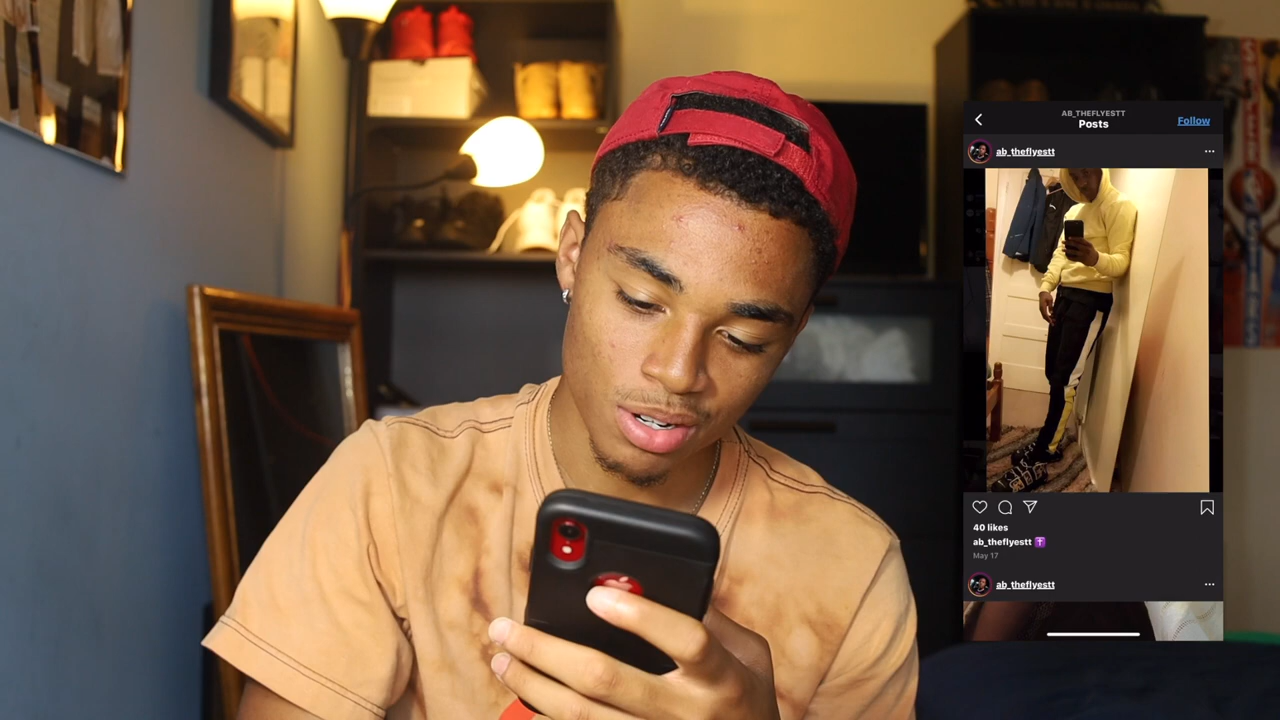 AB_THEFLYESTT
Posts
Follow
ab_theflyestt
40 likes
ab_theflyestt
May 17
ab_theflyestt